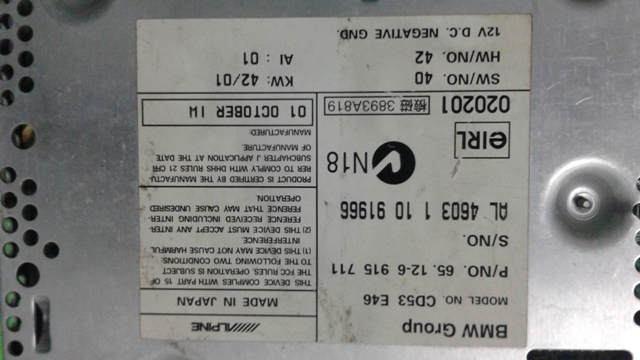 BMW Group
ALPINE
MODEL NO. CD53 E46
MADE IN JAPAN
P/NO. 65.12-6 915 711
THIS DEVICE COMPLIES WITH PART 15 OF
THE FCC RULES. OPERATION IS SUBJECT
TO THE FOLLOWING TWO CONDITIONS:
(1) THIS DEVICE MAY NOT CAUSE HARMFUL
INTERFERENCE
(2) THIS DEVICE MUST ACCEPT ANY INTER-
FERENCE RECEIVED INCLUDING INTER-
FERENCE THAT MAY CAUSE UNDESIRED
OPERATION.
S/NO.
AL 4603 1 10 91966
PRODUCT IS CERTIFIED BY THE MANUFACTU-
RER TO COMPLY WITH DHHS RULES 21 CFR
SUBCHAPTER J APPLICATION AT THE DATE
OF MANUFACTURE.
MANUFACTURED:
01 OCTOBER IW
eIRL
N18
020201
検磁 3893A819
SW/NO. 40
KW: 42/01
HW/NO. 42
AI : 01
12V D.C. NEGATIVE GND.